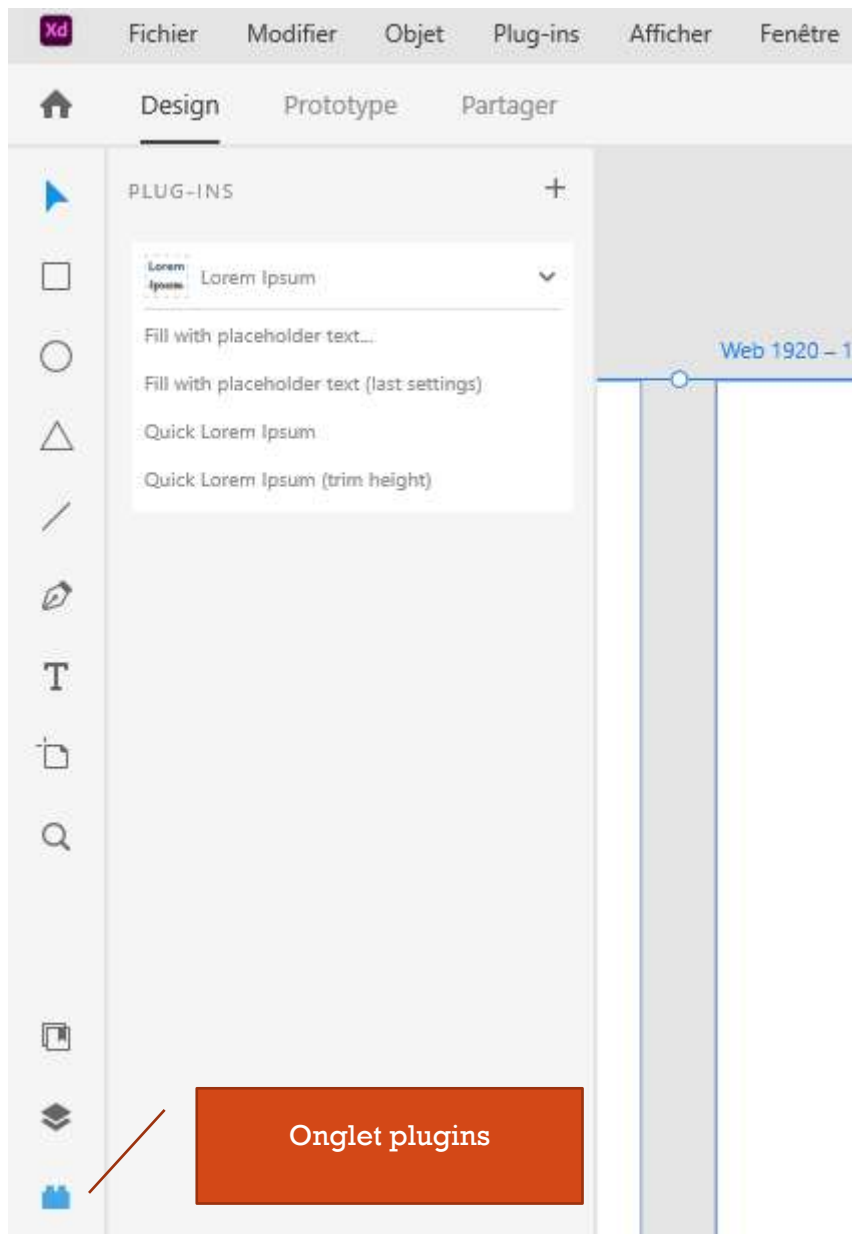 Xd Fichier Modifier Objet Plug-ins Afficher Fenêtre
Design Prototype Partager
PLUG-INS
Lorem
Ipsum
Lorem Ipsum
Fill with placeholder text...
Web 1920 – 1
Fill with placeholder text (last settings)
Quick Lorem Ipsum
Quick Lorem Ipsum (trim height)
T
Onglet plugins